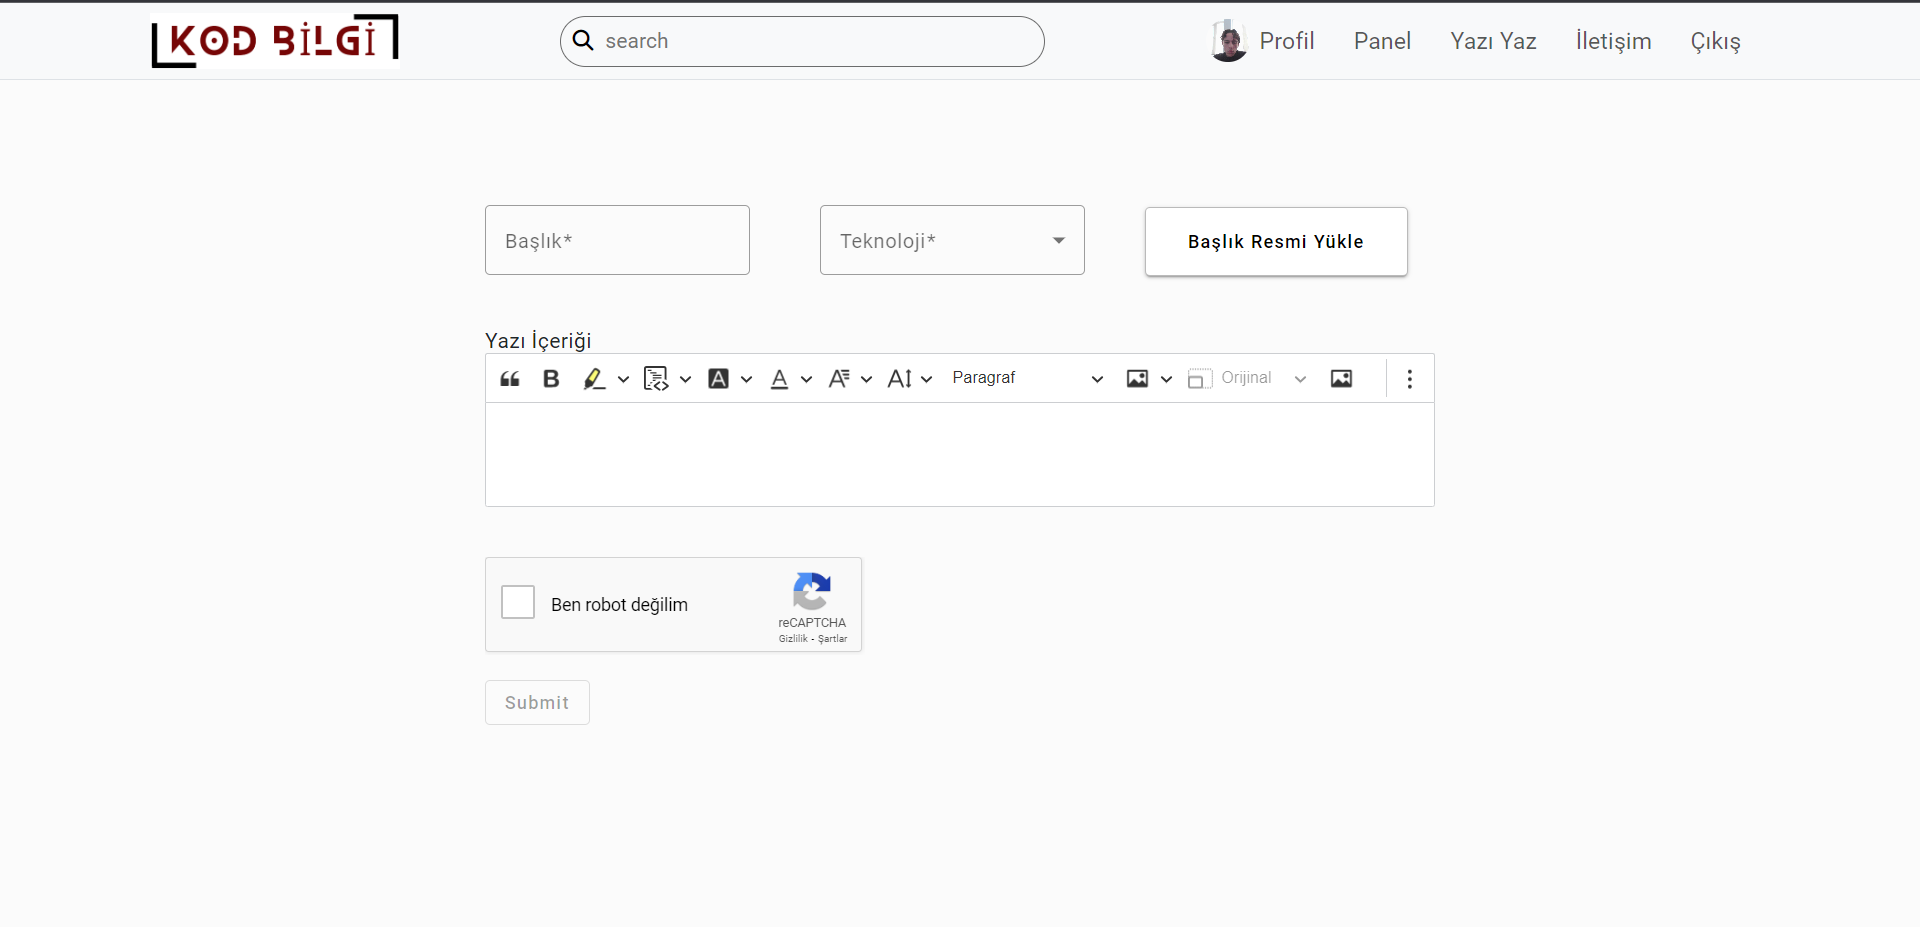 KOD BİLGİ
search
Profil
Panel
Yazı Yaz
İletişim
Çıkış
Başlık*
Teknoloji*
Başlık Resmi Yükle
Yazı İçeriği
Paragraf
Orijinal
Ben robot değilim
reCAPTCHA
Gizlilik - Şartlar
Submit